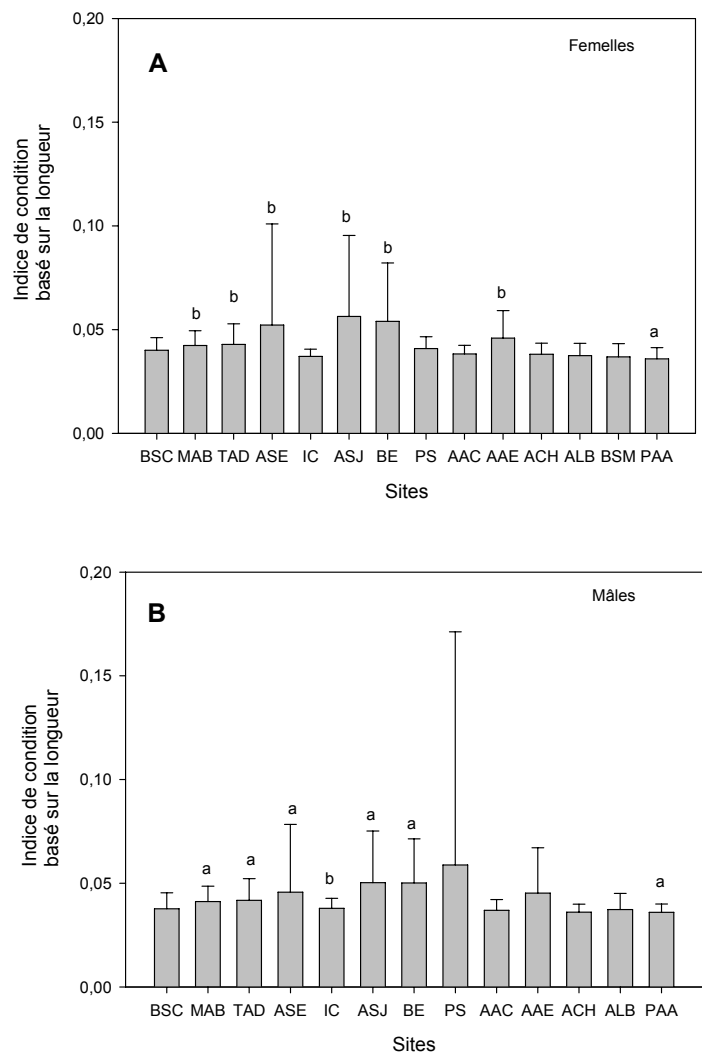 0,20
A
Femelles
0,15
Indice de condition
basé sur la longueur
0,10
b b b b b b a
0,05
0,00
BSC MAB TAD ASE IC ASJ BE PS AAC AAE ACH ALB BSM PAA
Sites
0,20
B
Mâles
0,15
Indice de condition
basé sur la longueur
0,10
a a a b a a a
0,05
0,00
BSC MAB TAD ASE IC ASJ BE PS AAC AAE ACH ALB PAA
Sites